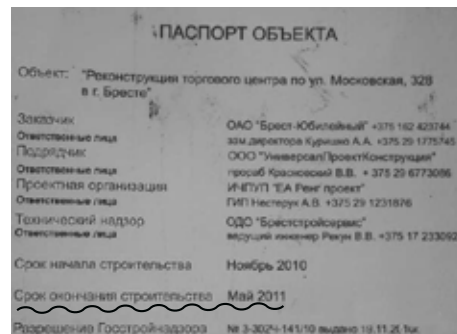 ПАСПОРТ ОБЪЕКТА
Объект: "Реконструкция торгового центра по ул. Московская, 328
в г. Бресте"
Заказчик ОАО "Брест-Юбилейный" +375 162 423744
Ответственные лица зам.директора Куришко А.А. +375 29 1775745
Подрядчик ООО "УниверсалПроектКонструкция"
Ответственные лица прораб Красковский В.В. + 375 29 6773086
Проектная организация ИЧПУП "ЕА Ренг проект"
Ответственные лица ГИП Нестерук А.В. +375 29 1231876
Технический надзор ОДО "Брестстройсервис"
Ответственные лица ведущий инженер Рекун В.В. +375 17 233092
Срок начала строительства Ноябрь 2010
Срок окончания строительства Май 2011
Разрешение Госстройнадзора № 3-302Ч-141/10 выдано 19.11.